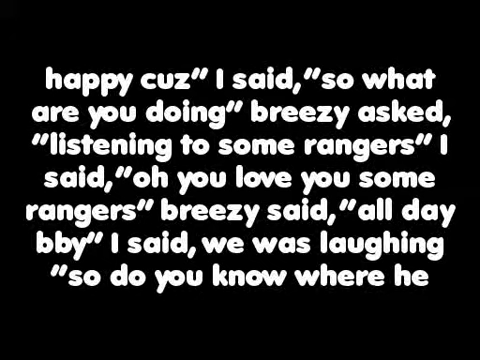 happy cuz" I said,"so what
are you doing" breezy asked,
"listening to some rangers" I
said,"oh you love you some
rangers" breezy said,"all day
bby" I said, we was laughing
"so do you know where he